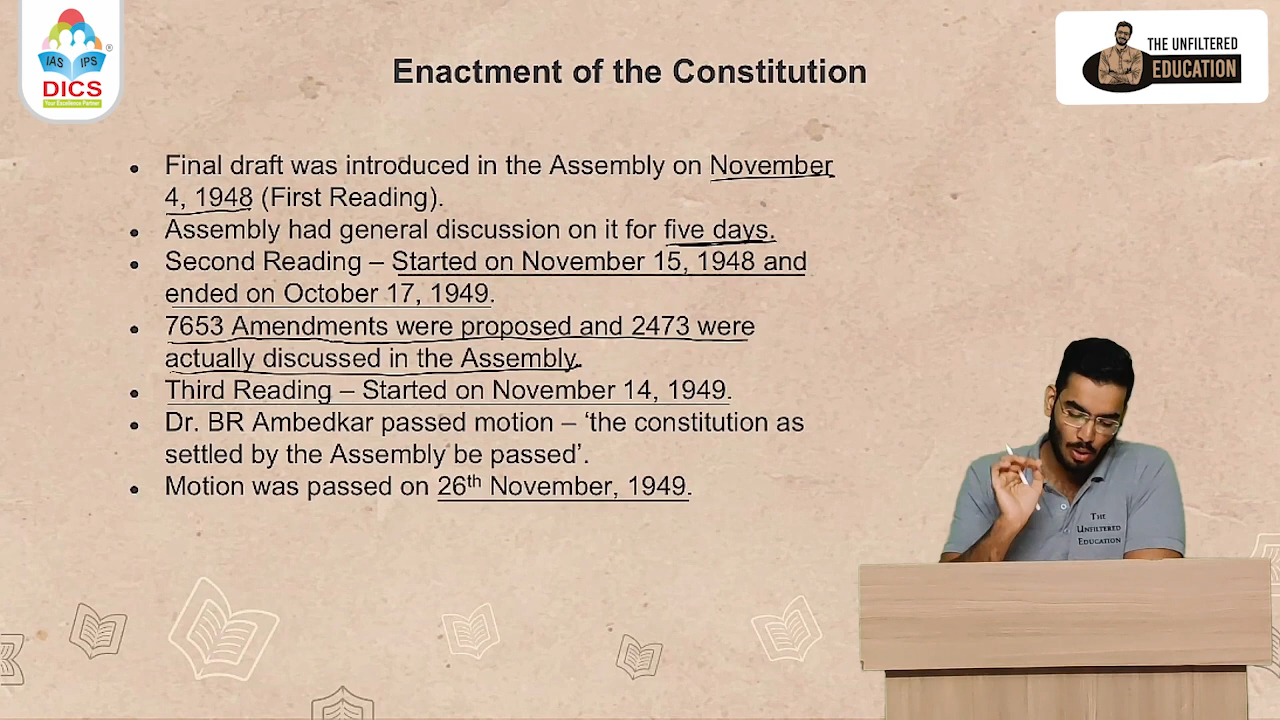 IAS IPS
®
DICS
Your Excellence Partner
THE UNFILTERED
EDUCATION
Enactment of the Constitution
• Final draft was introduced in the Assembly on November
4, 1948 (First Reading).
• Assembly had general discussion on it for five days.
• Second Reading – Started on November 15, 1948 and
ended on October 17, 1949.
• 7653 Amendments were proposed and 2473 were
actually discussed in the Assembly.
• Third Reading – Started on November 14, 1949.
• Dr. BR Ambedkar passed motion – ‘the constitution as
settled by the Assembly be passed’.
• Motion was passed on 26th November, 1949.
THE
UNFILTERED
EDUCATION